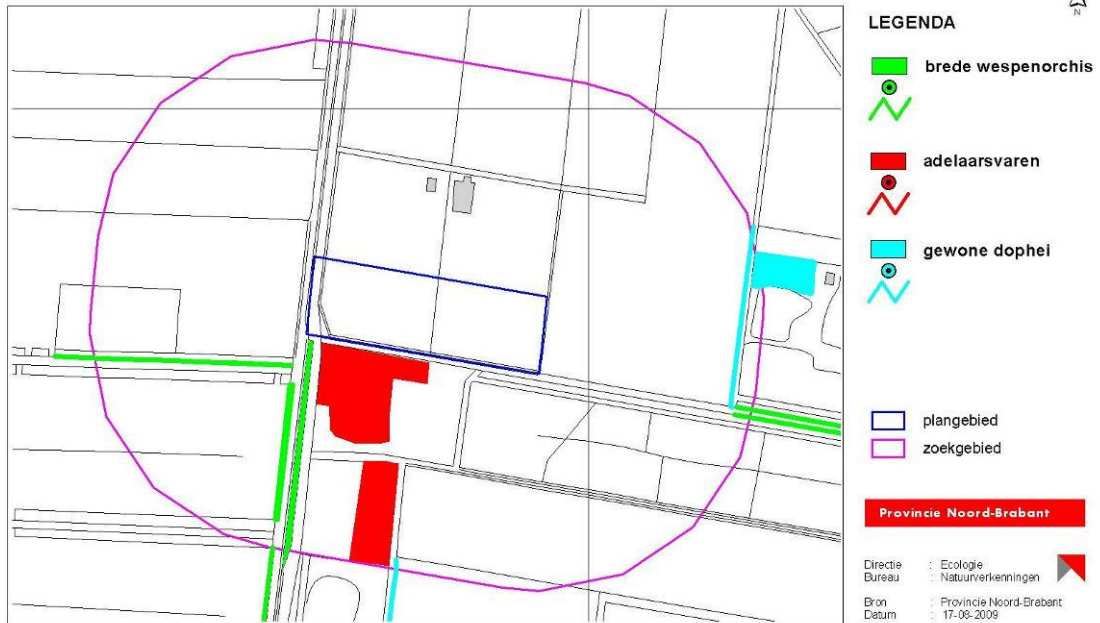 N
LEGENDA
brede wespenorchis
adelaarsvaren
gewone dophei
plangebied
zoekgebied
Provincie Noord-Brabant
Directie : Ecologie
Bureau : Natuurverkenningen
Bron : Provincie Noord-Brabant
Datum : 17-08-2009